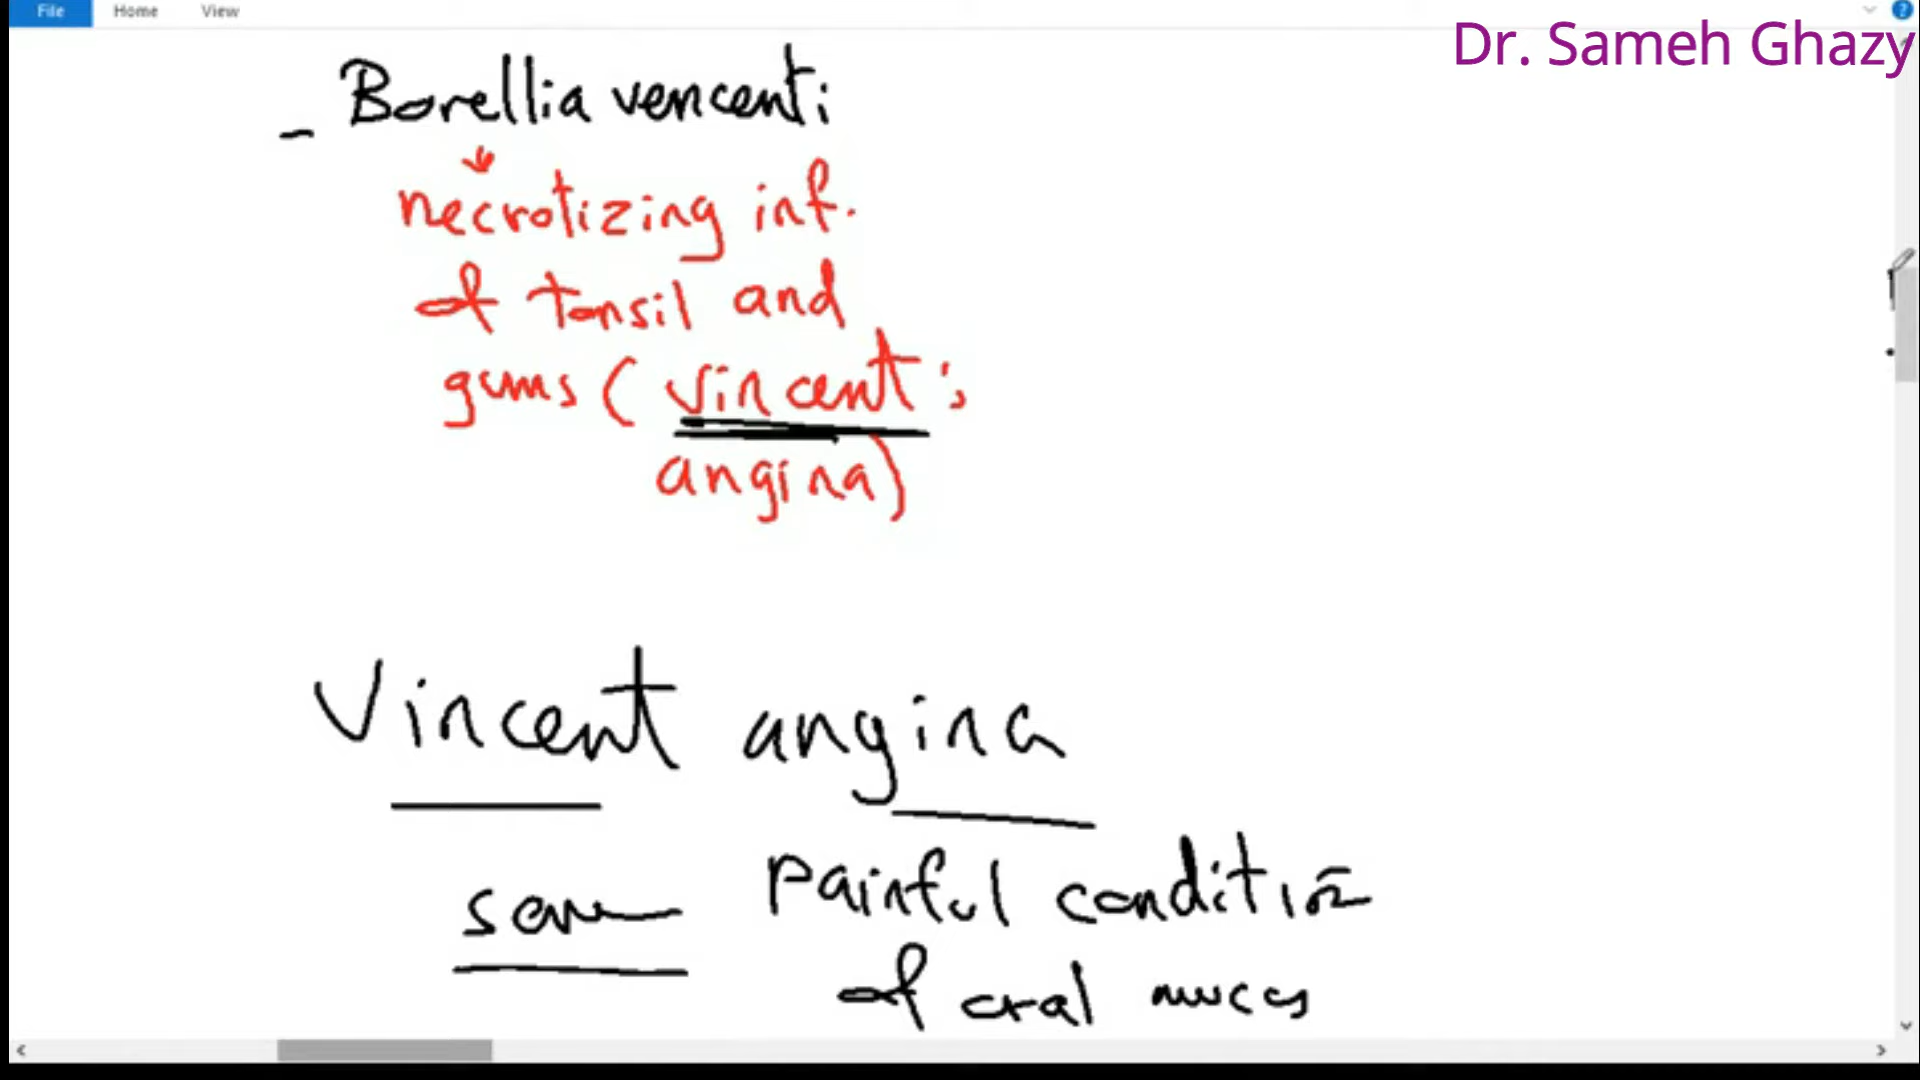 File Home View
Dr. Sameh Ghazy
- Borellia vencenti
necrotizing inf.
of tonsil and
gums ( vincent's
angina)
Vincent angina
painful condition
of oral